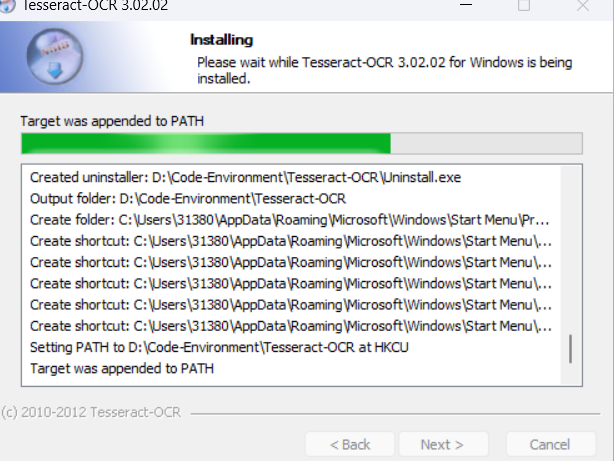 Tesseract-OCR 3.02.02
Installing
Please wait while Tesseract-OCR 3.02.02 for Windows is being
installed.
Target was appended to PATH
Created uninstaller: D:\Code-Environment\Tesseract-OCR\Uninstall.exe
Output folder: D:\Code-Environment\Tesseract-OCR
Create folder: C:\Users\31380\AppData\Roaming\Microsoft\Windows\Start Menu\Pr...
Create shortcut: C:\Users\31380\AppData\Roaming\Microsoft\Windows\Start Menu\...
Create shortcut: C:\Users\31380\AppData\Roaming\Microsoft\Windows\Start Menu\...
Create shortcut: C:\Users\31380\AppData\Roaming\Microsoft\Windows\Start Menu\...
Create shortcut: C:\Users\31380\AppData\Roaming\Microsoft\Windows\Start Menu\...
Create shortcut: C:\Users\31380\AppData\Roaming\Microsoft\Windows\Start Menu\...
Setting PATH to D:\Code-Environment\Tesseract-OCR at HKCU
Target was appended to PATH
(c) 2010-2012 Tesseract-OCR
< Back Next > Cancel